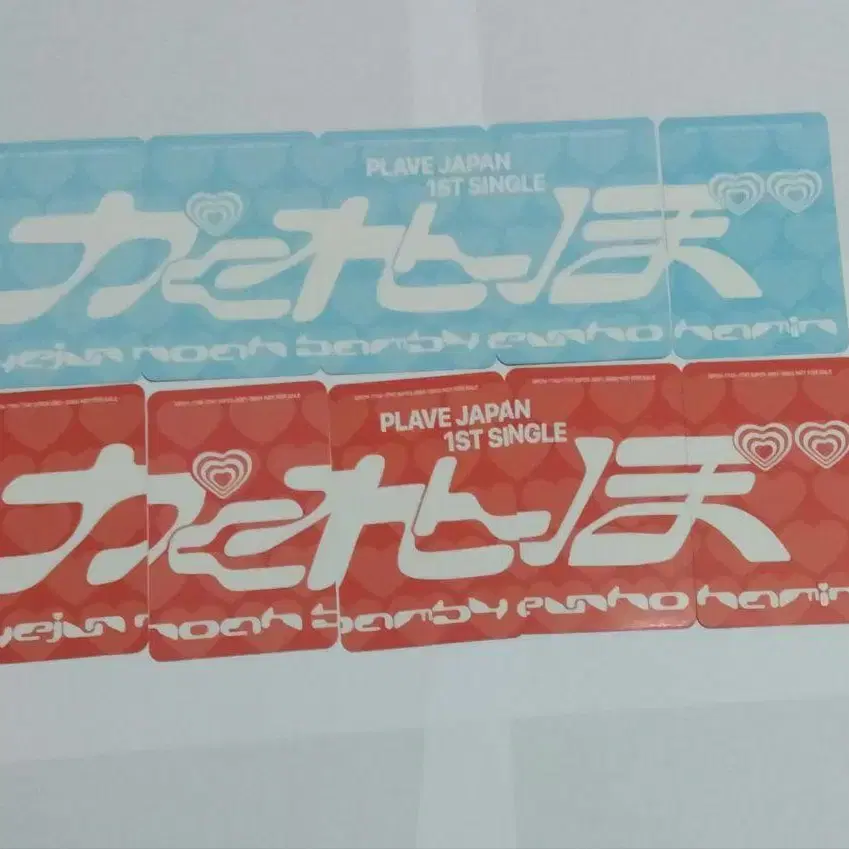 PLAVE JAPAN
1ST SINGLE
かくれんぼ
yejun noah bamby eunho hamin
PLAVE JAPAN
1ST SINGLE
かくれんぼ
yejun noah bamby eunho hamin